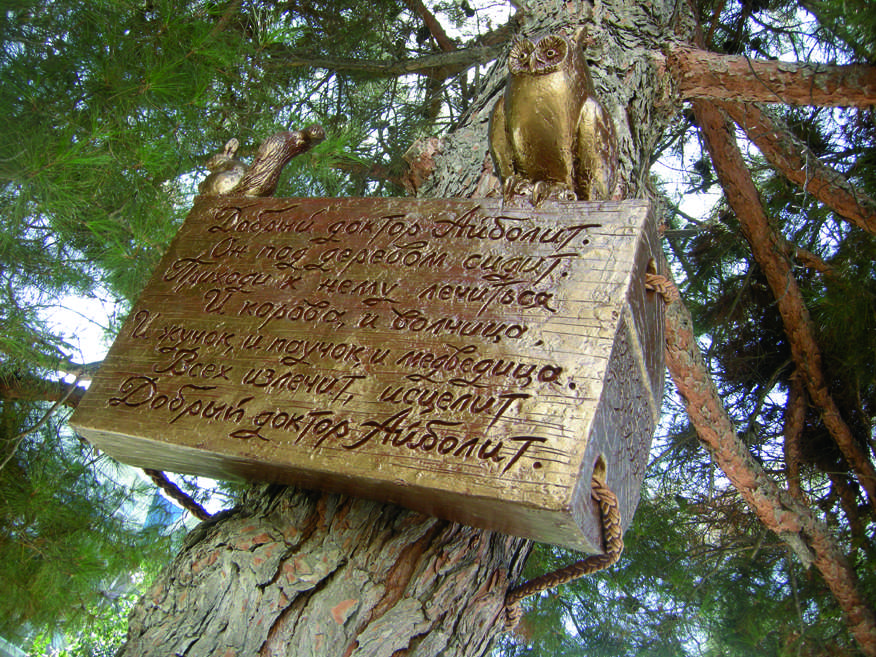 Добрый доктор Айболит.
Он под деревом сидит.
Приходи к нему лечиться
И корова, и волчица,
И жучок, и паучок и медведица.
Всех излечит, исцелит
Добрый доктор Айболит.